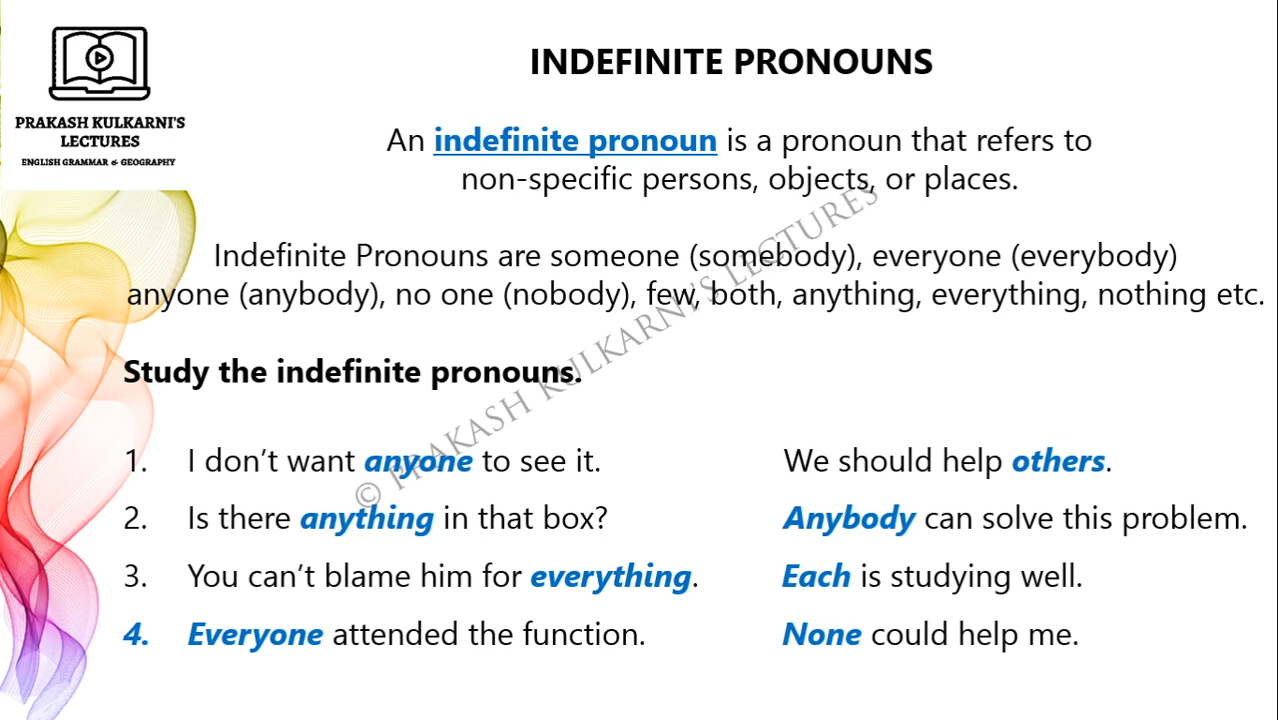 PRAKASH KULKARNI'S
LECTURES
ENGLISH GRAMMAR & GEOGRAPHY
INDEFINITE PRONOUNS
An indefinite pronoun is a pronoun that refers to
non-specific persons, objects, or places.
Indefinite Pronouns are someone (somebody), everyone (everybody)
anyone (anybody), no one (nobody), few, both, anything, everything, nothing etc.
Study the indefinite pronouns.
1. I don’t want anyone to see it. We should help others.
2. Is there anything in that box? Anybody can solve this problem.
3. You can’t blame him for everything. Each is studying well.
4. Everyone attended the function. None could help me.
© PRAKASH KULKARNI'S LECTURES